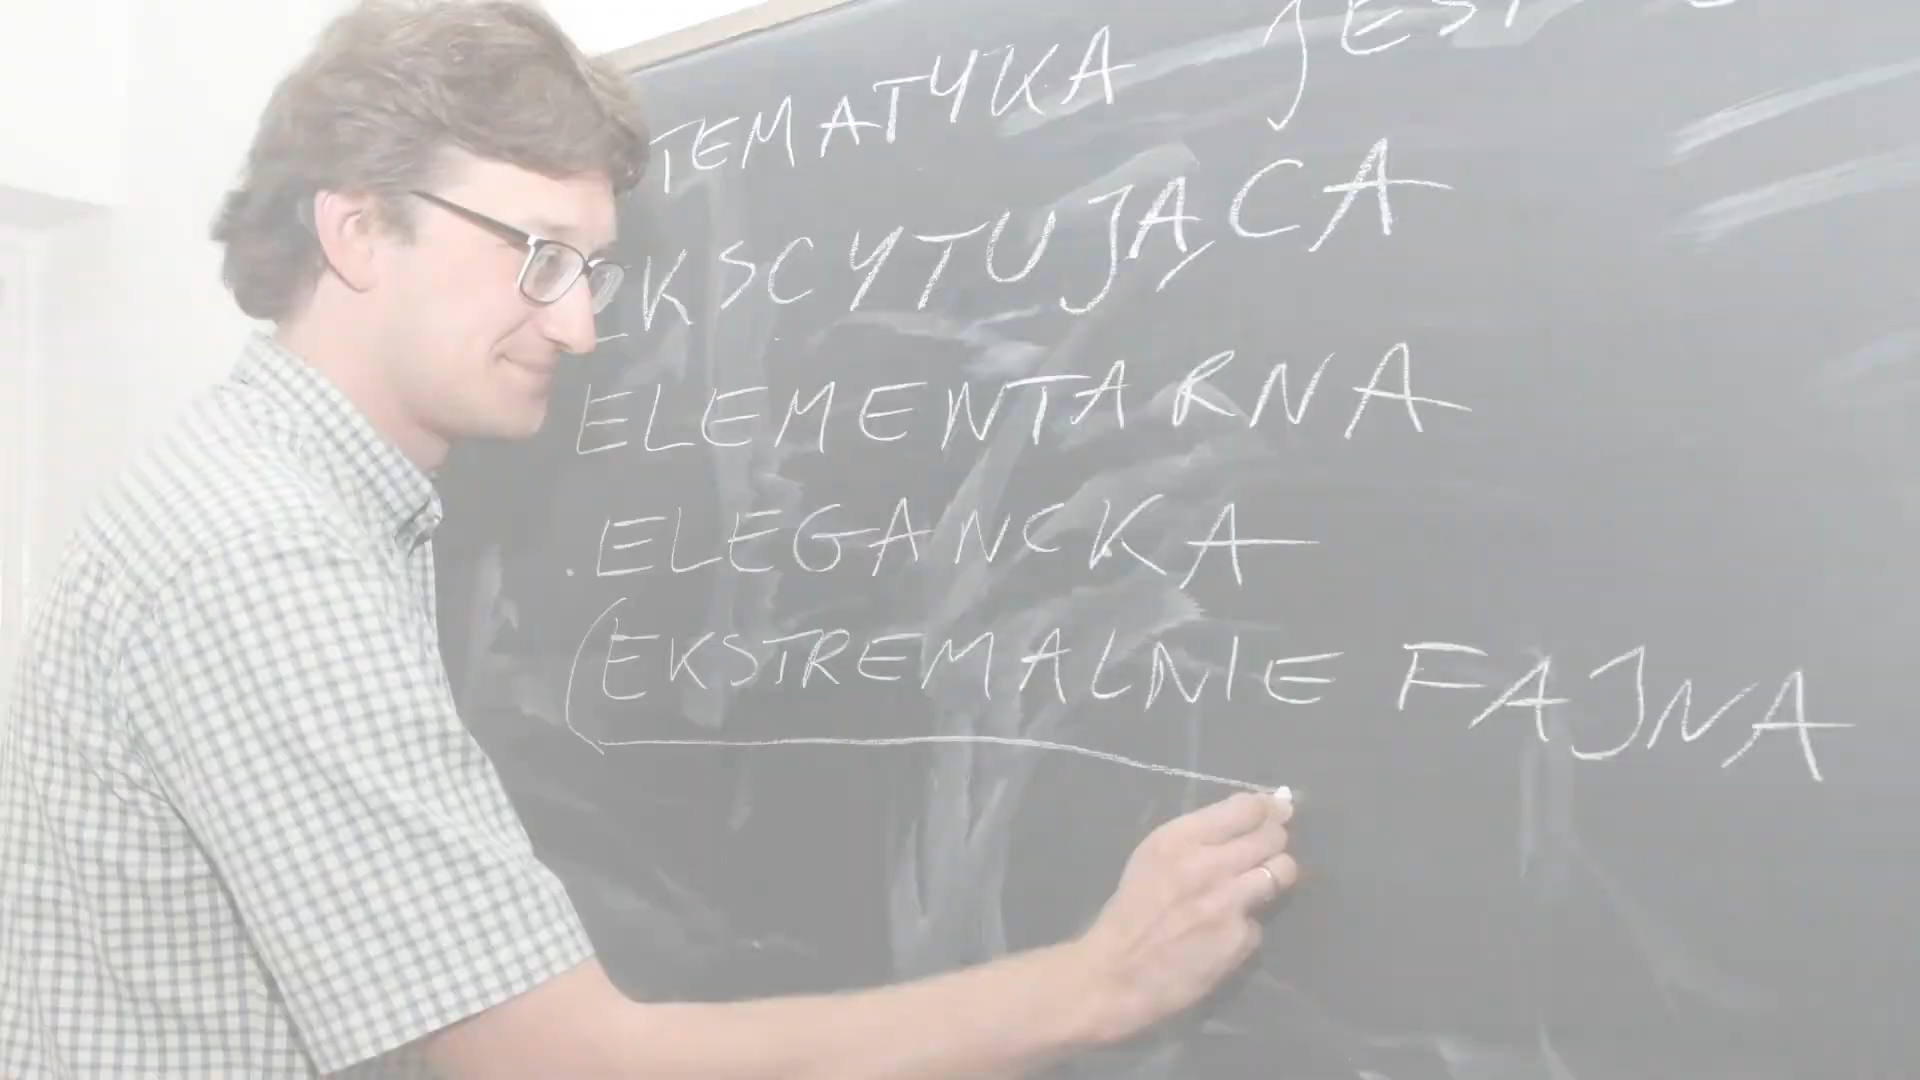 TEMATYKA JEST
EKSCYTUJĄCA
ELEMENTARNA
.ELEGANCKA
(EKSTREMALNIE FAJNA